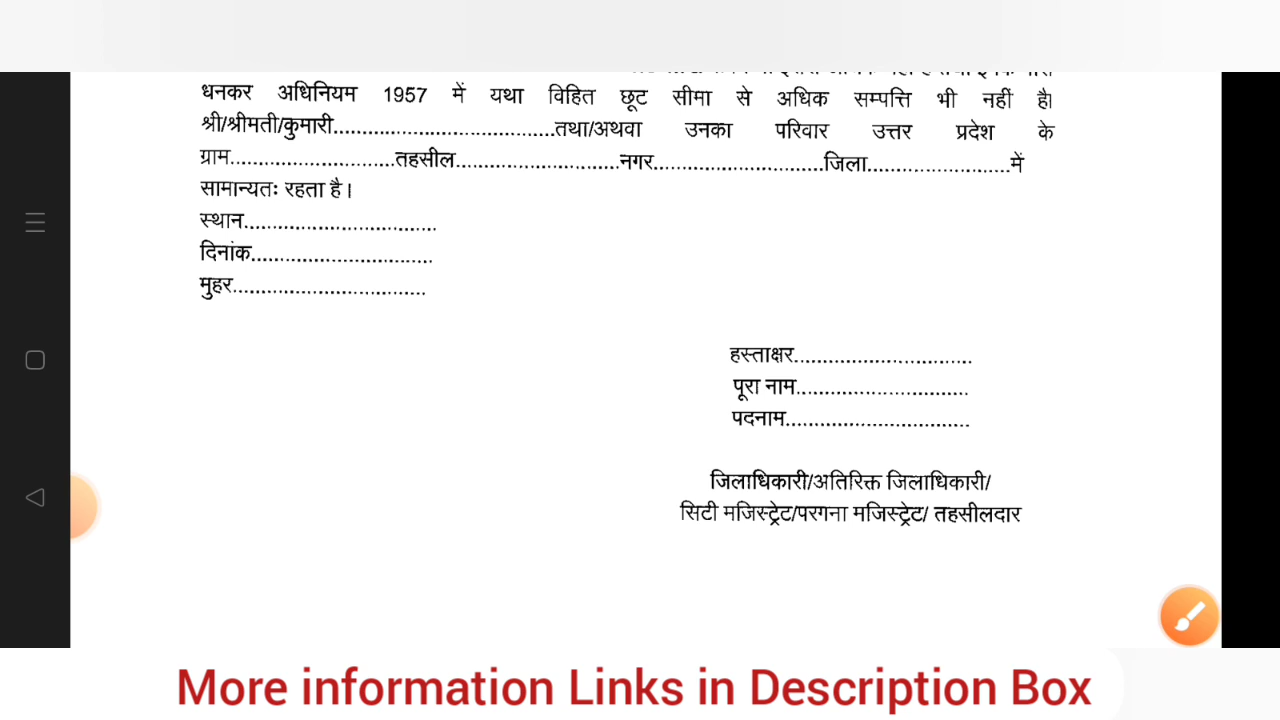 धनकर अधिनियम 1957 में यथा विहित छूट सीमा से अधिक सम्पत्ति भी नहीं है।
श्री/श्रीमती/कुमारी.....................................तथा/अथवा उनका परिवार उत्तर प्रदेश के
ग्राम............................तहसील............................नगर.............................जिला.........................में
सामान्यतः रहता है।
स्थान.................................
दिनांक...............................
मुहर.................................
हस्ताक्षर..............................
पूरा नाम.............................
पदनाम...............................
जिलाधिकारी/अतिरिक्त जिलाधिकारी/
सिटी मजिस्ट्रेट/परगना मजिस्ट्रेट/ तहसीलदार
More information Links in Description Box